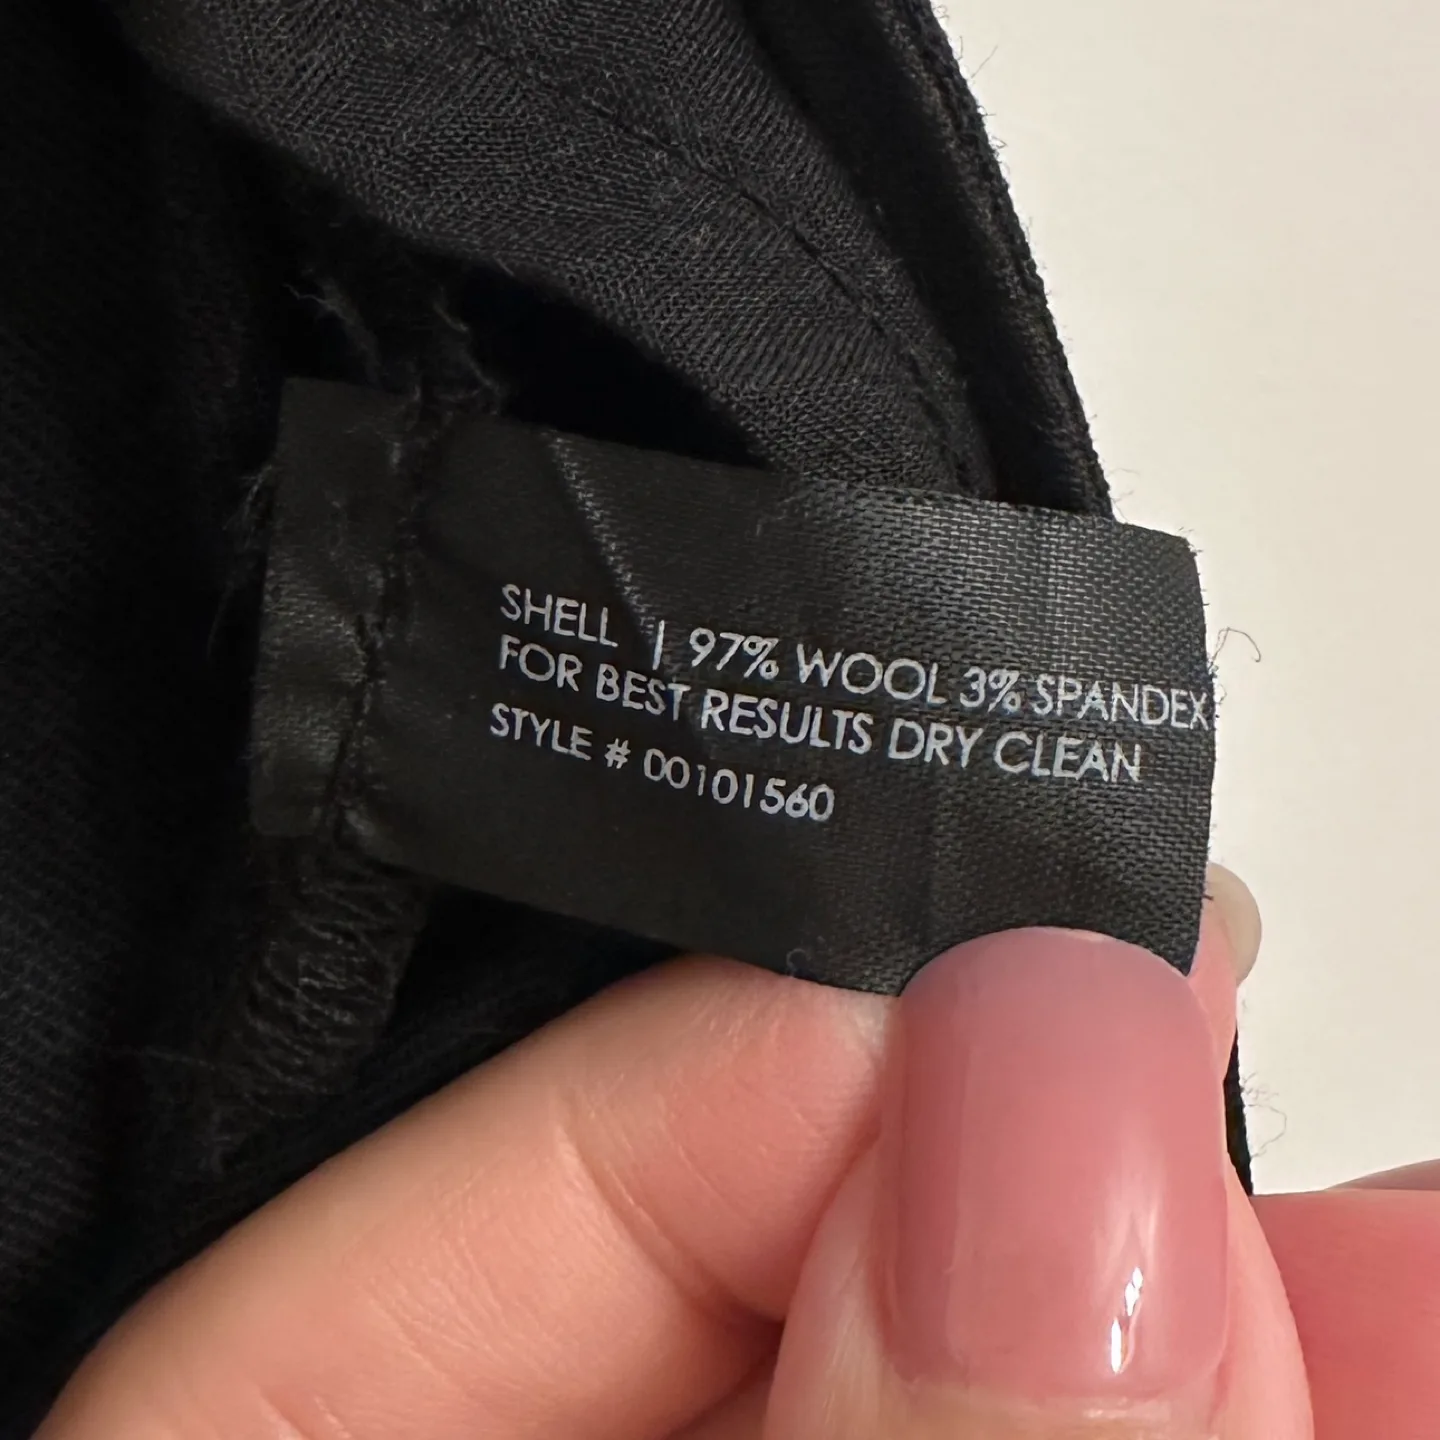 SHELL | 97% WOOL 3% SPANDEX
FOR BEST RESULTS DRY CLEAN
STYLE # 00101560